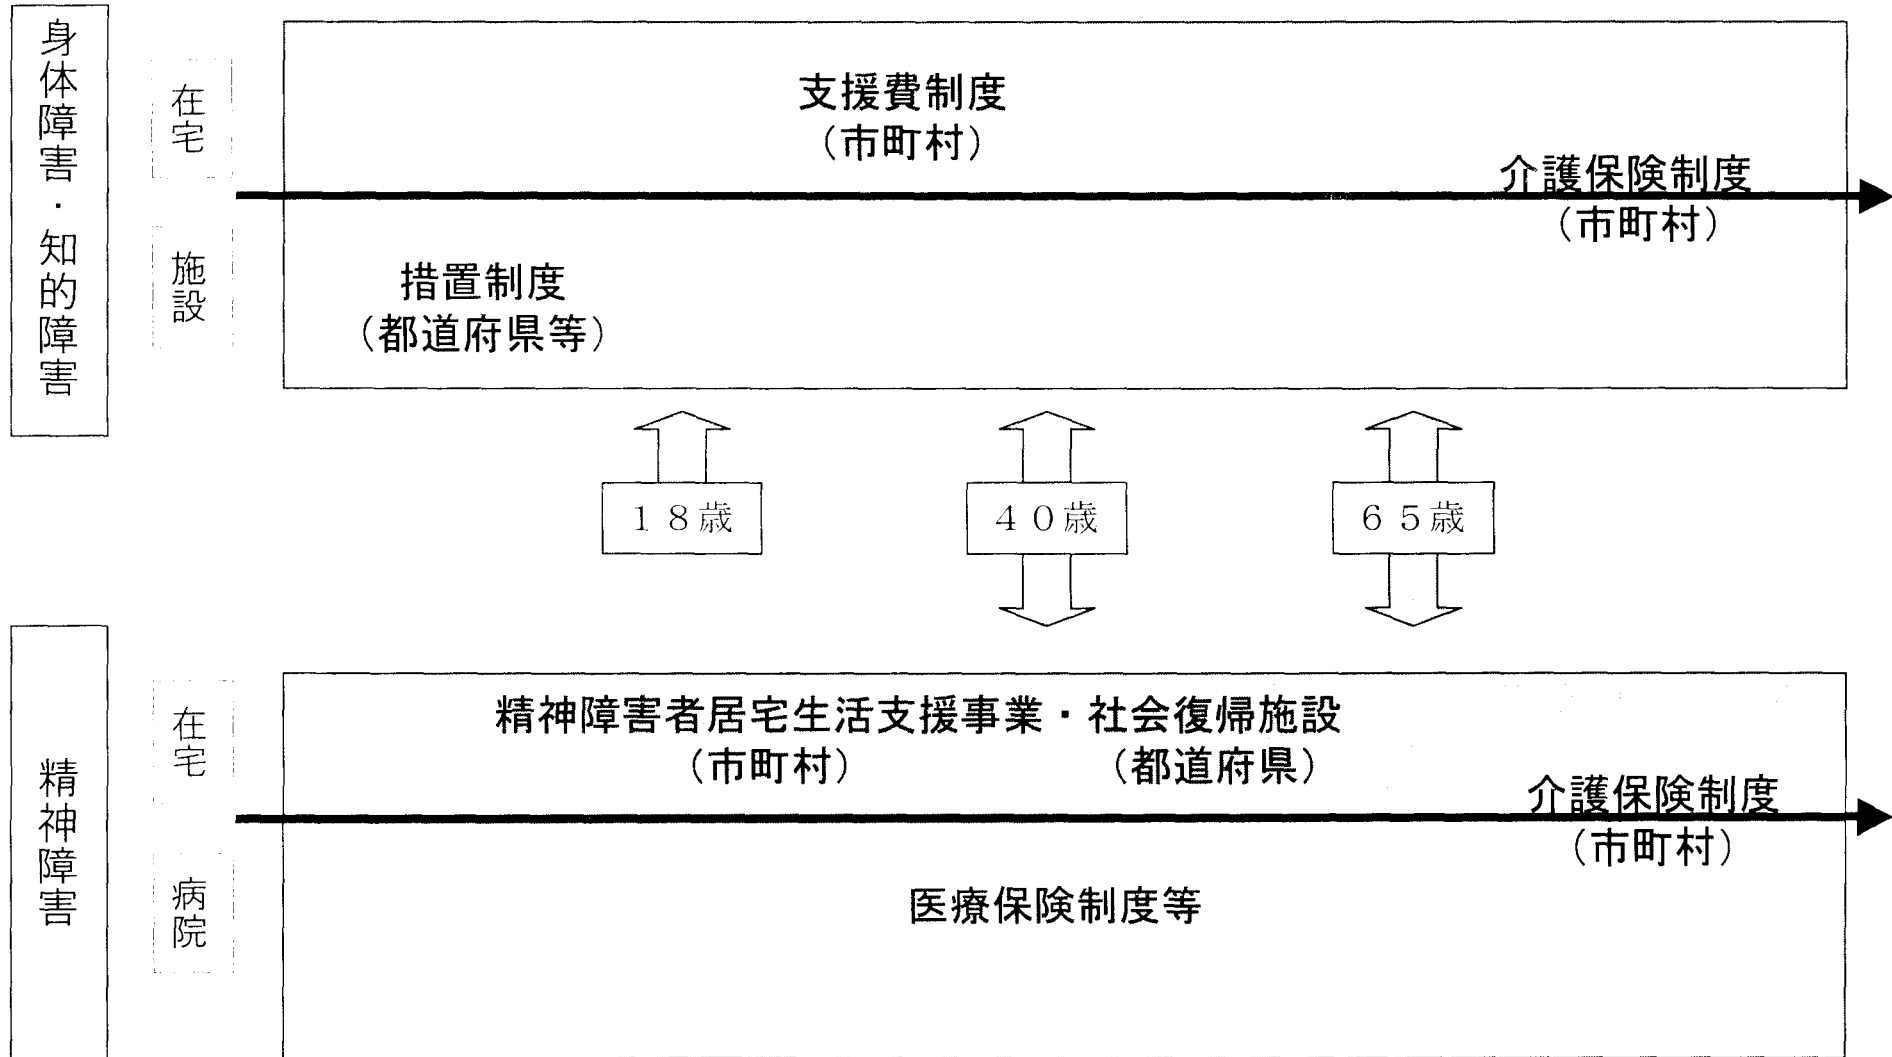 身体障害・知的障害
在宅
支援費制度
（市町村）
介護保険制度
（市町村）
施設
措置制度
（都道府県等）
１８歳
４０歳
６５歳
精神障害
在宅
精神障害者居宅生活支援事業・社会復帰施設
（市町村）
（都道府県）
介護保険制度
（市町村）
病院
医療保険制度等